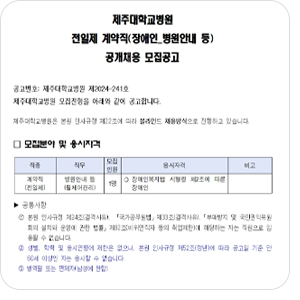 제주대학교병원
전일제 계약직(장애인_병원안내 등)
공개채용 모집공고
공고번호: 제주대학교병원 제2024-241호
제주대학교병원 모집전형을 아래와 같이 공고합니다.
제주대학교병원은 본원 인사규정 제22조에 따라 블라인드 채용방식으로 진행하고 있습니다.
□ 모집분야 및 응시자격
직종 직무 모집인원 응시자격 비고
계약직 (전일제) 병원안내 등 1명 ○ 장애인복지법 시행령 제2조에 따른 장애인
▶ 공통사항
① 본원 인사규정 제24조(결격사유), 「국가공무원법」 제33조(결격사유), 「부패방지 및 국민권익위원
회의 설치와 운영에 관한 법률」 제82조(비위면직자 등의 취업제한)에 해당하는 자는 직원으로 임
용할 수 없습니다.
② 성별, 학력 및 응시연령에 제한은 없으나, 본원 인사규정 제52조(정년)에 따라 공고일 기준 만
60세 이상인 자는 응시할 수 없습니다.
③ 병역필 또는 면제자(남성에 한함)